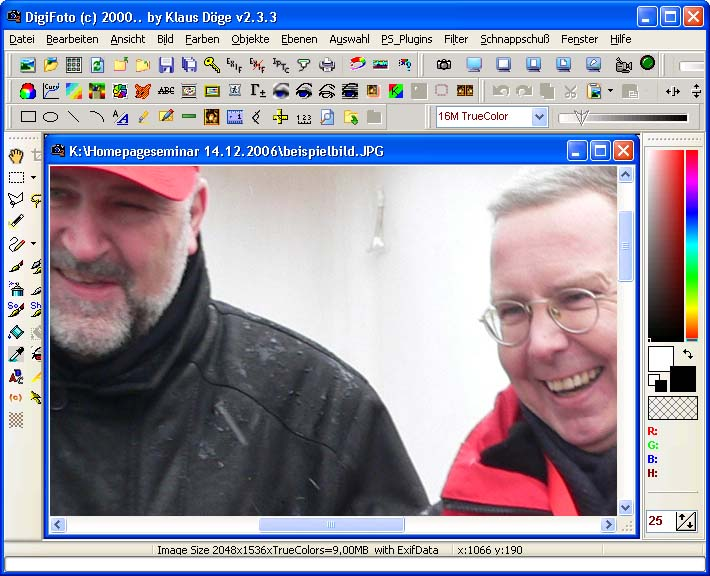 DigiFoto (c) 2000.. by Klaus Döge v2.3.3
Datei Bearbeiten Ansicht Bild Farben Objekte Ebenen Auswahl PS_Plugins Filter Schnappschuß Fenster Hilfe
16M TrueColor
K:\Homepageseminar 14.12.2006\beispielbild.JPG
R:
G:
B:
H:
25
Image Size 2048x1536xTrueColors=9,00MB with ExifData x:1066 y:190